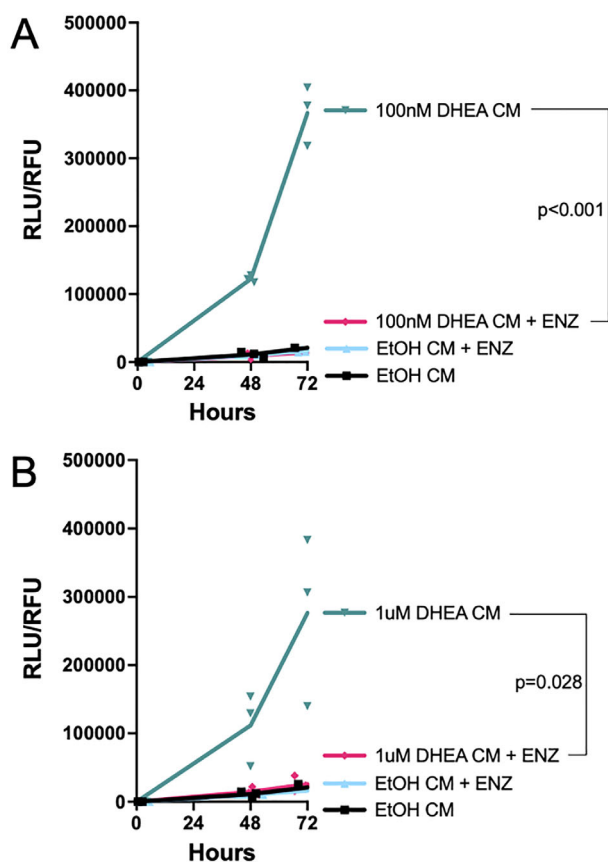 A
500000
400000
300000
200000
100000
0
RLU/RFU
0 24 48 72
Hours
100nM DHEA CM
p<0.001
100nM DHEA CM + ENZ
EtOH CM + ENZ
EtOH CM
B
500000
400000
300000
200000
100000
0
RLU/RFU
0 24 48 72
Hours
1uM DHEA CM
p=0.028
1uM DHEA CM + ENZ
EtOH CM + ENZ
EtOH CM